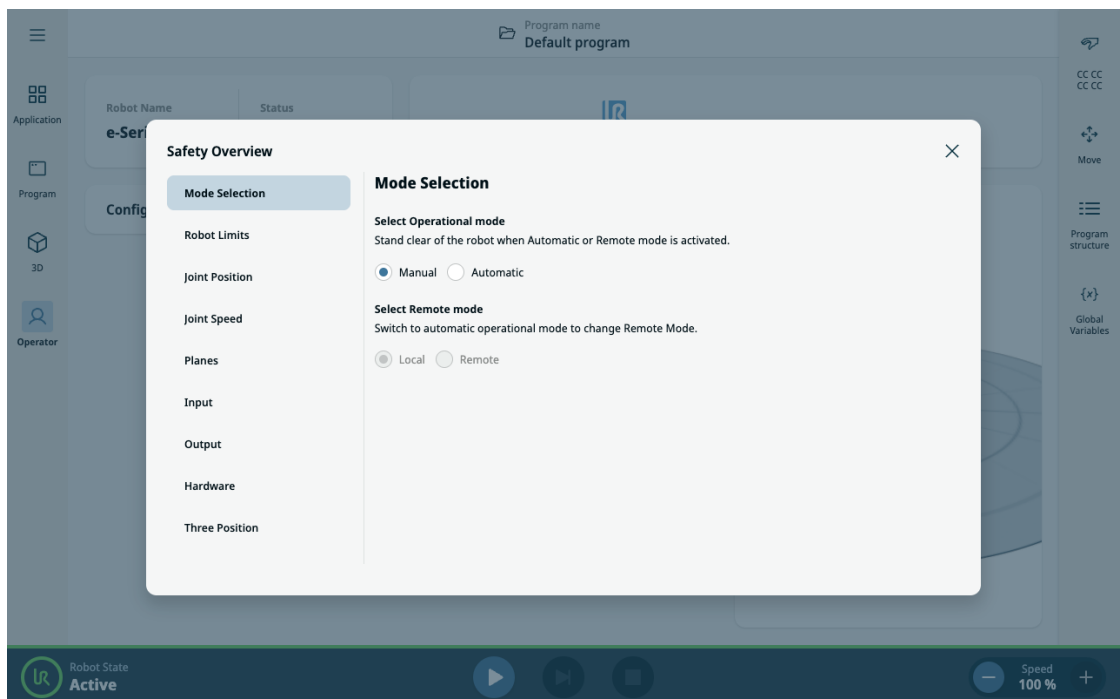 Program name
Default program
Application
Program
3D
Operator
Robot Name
Status
e-Seri
Config
Safety Overview
Mode Selection
Robot Limits
Joint Position
Joint Speed
Planes
Input
Output
Hardware
Three Position
Mode Selection
Select Operational mode
Stand clear of the robot when Automatic or Remote mode is activated.
Manual Automatic
Select Remote mode
Switch to automatic operational mode to change Remote Mode.
Local Remote
CC CC
CC CC
Move
Program
structure
{x}
Global
Variables
Robot State
Active
Speed
100 %